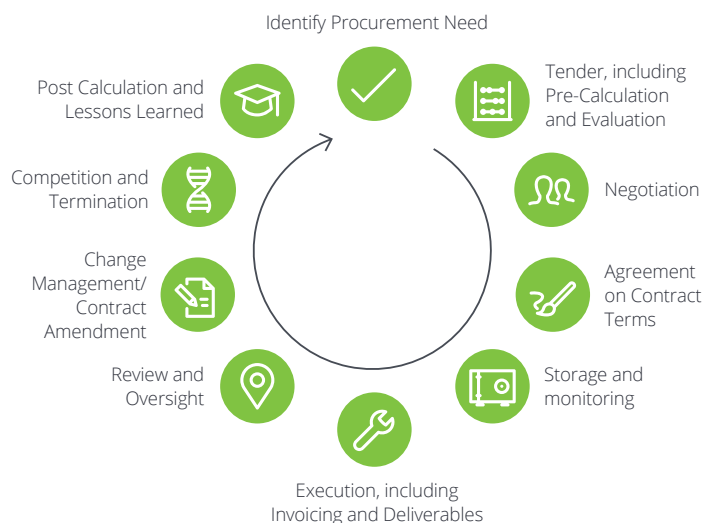 Identify Procurement Need
Tender, including
Pre-Calculation
and Evaluation
Negotiation
Agreement
on Contract
Terms
Storage and
monitoring
Execution, including
Invoicing and Deliverables
Review and
Oversight
Change
Management/
Contract
Amendment
Competition and
Termination
Post Calculation and
Lessons Learned